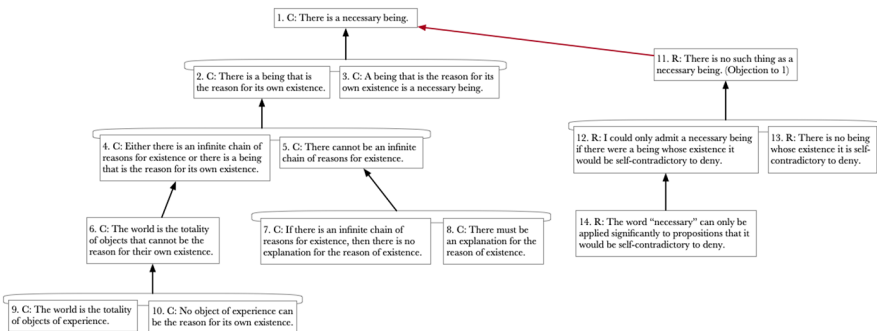 1. C: There is a necessary being.
11. R: There is no such thing as a
necessary being. (Objection to 1)
2. C: There is a being that is
the reason for its own existence.
3. C: A being that is the reason for its
own existence is a necessary being.
4. C: Either there is an infinite chain of
reasons for existence or there is a being
that is the reason for its own existence.
5. C: There cannot be an infinite
chain of reasons for existence.
12. R: I could only admit a necessary being
if there were a being whose existence it
would be self-contradictory to deny.
13. R: There is no being
whose existence it is self-
contradictory to deny.
6. C: The world is the totality
of objects that cannot be the
reason for their own existence.
7. C: If there is an infinite chain of
reasons for existence, then there is no
explanation for the reason of existence.
8. C: There must be
an explanation for the
reason of existence.
14. R: The word “necessary” can only be
applied significantly to propositions that it
would be self-contradictory to deny.
9. C: The world is the totality
of objects of experience.
10. C: No object of experience can
be the reason for its own existence.